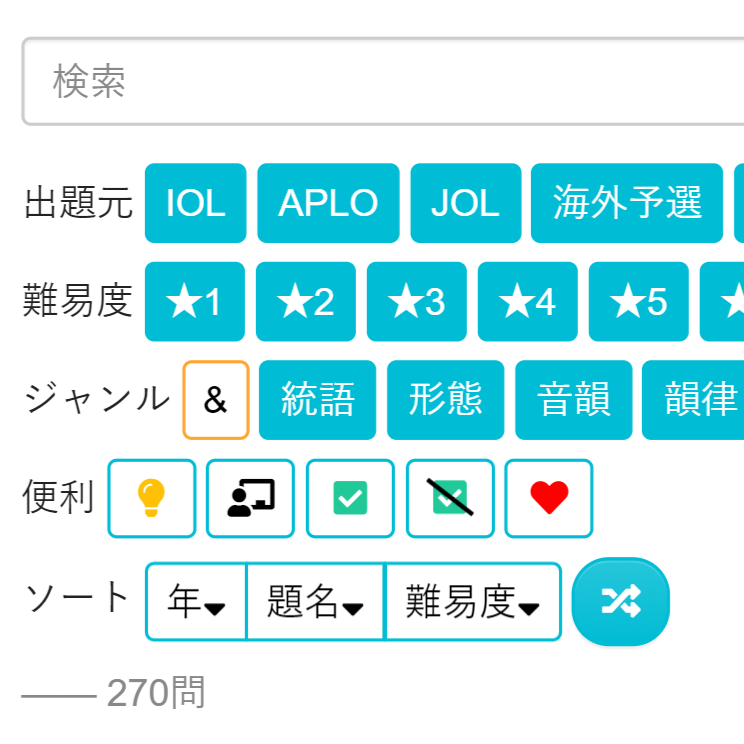 検索
出題元 IOL APLO JOL 海外予選
難易度 ★1 ★2 ★3 ★4 ★5 ★
ジャンル & 統語 形態 音韻 韻律
便利
ソート 年 題名 難易度
—— 270問